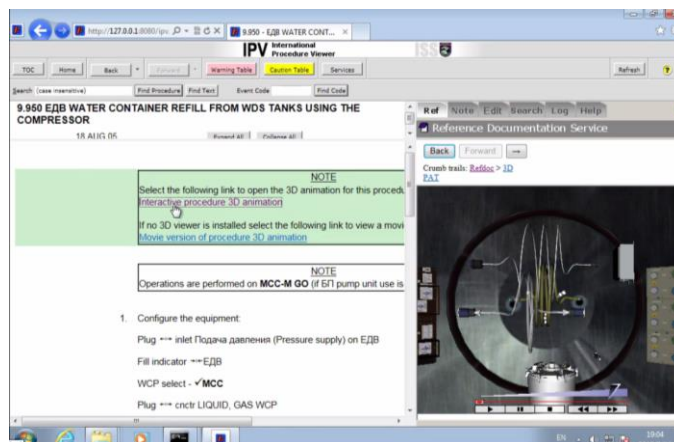 http://127.0.0.1:8080/ipv
9.950 - ЕДВ WATER CONT...
IPV International Procedure Viewer
ISS
TOC Home Back Forward Warning Table Caution Table Services Refresh
Search (case insensitive) Find Procedure Find Text Event Code Find Code
9.950 ЕДВ WATER CONTAINER REFILL FROM WDS TANKS USING THE
COMPRESSOR
18 AUG 05 Expand All Collapse All
NOTE
Select the following link to open the 3D animation for this procedu
Interactive procedure 3D animation
If no 3D viewer is installed select the following link to view a movi
Movie version of procedure 3D animation
NOTE
Operations are performed on MCC-M GO (if БП pump unit use is
1. Configure the equipment:
Plug →← inlet Подача давления (Pressure supply) on ЕДВ
Fill indicator →← ЕДВ
WCP select - ✓MCC
Plug →← cnctr LIQUID, GAS WCP
Ref Note Edit Search Log Help
Reference Documentation Service
Back Forward
Crumb trails: Refdoc > 3D
PAT
EN 19:04